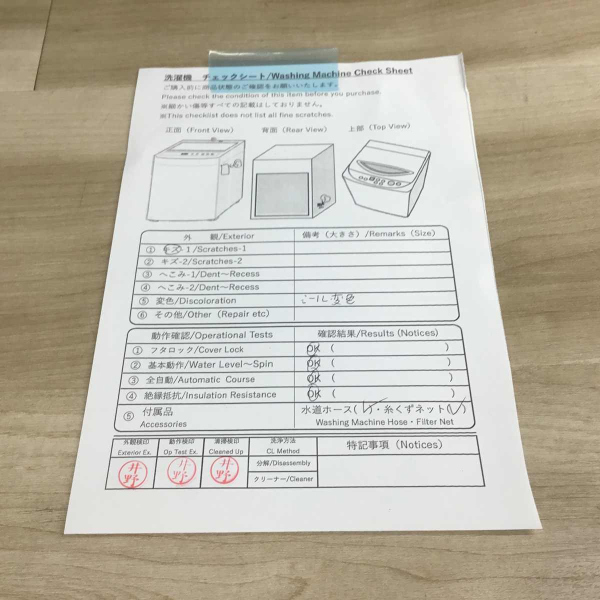 洗濯機　チェックシート/Washing Machine Check Sheet
ご購入前に商品状態のご確認をお願いいたします。
Please check the condition of this item before you purchase.
※細かい傷等すべての記載はしておりません。
※This checklist does not list all fine scratches.
正面（Front View） 背面（Rear View） 上部（Top View）
外　観/Exterior 備考（大きさ）/Remarks（Size）
① キズ-1/Scratches-1
② キズ-2/Scratches-2
③ へこみ-1/Dent～Recess
④ へこみ-2/Dent～Recess
⑤ 変色/Discoloration シール変色
⑥ その他/Other（Repair etc）
動作確認/Operational Tests 確認結果/Results (Notices)
① フタロック/Cover Lock OK（ ）
② 基本動作/Water Level～Spin OK（ ）
③ 全自動/Automatic Course OK（ ）
④ 絶縁抵抗/Insulation Resistance OK（ ）
⑤ 付属品 水道ホース(✓)・糸くずネット(✓)
Accessories Washing Machine Hose・Filter Net
外観検印 動作検印 清掃検印 洗浄方法 特記事項（Notices）
Exterior Ex. Op Test Ex. Cleaned Up CL Method
井野 井野 井野 分解/Disassembly
クリーナー/Cleaner